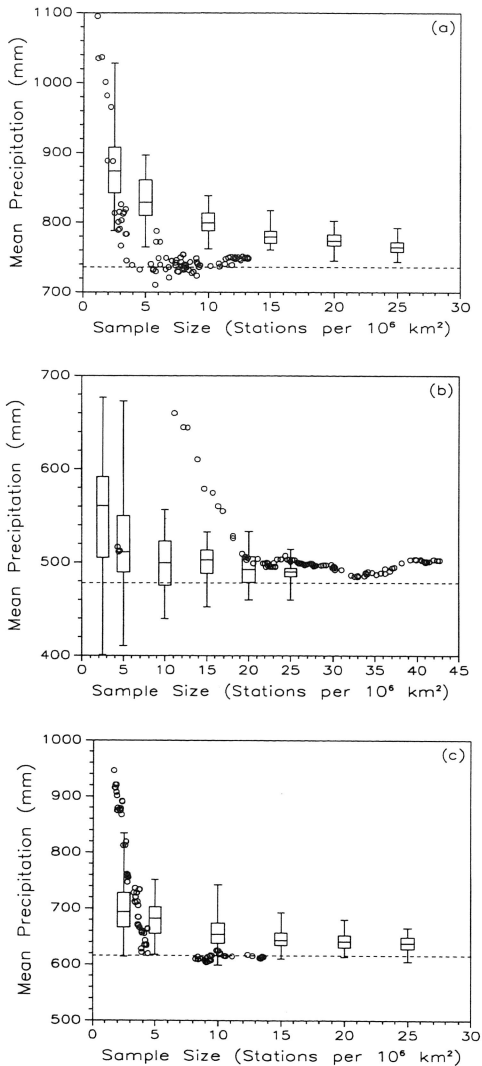 1100
(a)
1000
900
800
700
Mean Precipitation (mm)
0 5 10 15 20 25 30
Sample Size (Stations per 10⁶ km²)
700
(b)
600
500
400
Mean Precipitation (mm)
0 5 10 15 20 25 30 35 40 45
Sample Size (Stations per 10⁶ km²)
1000
(c)
900
800
700
600
500
Mean Precipitation (mm)
0 5 10 15 20 25 30
Sample Size (Stations per 10⁶ km²)